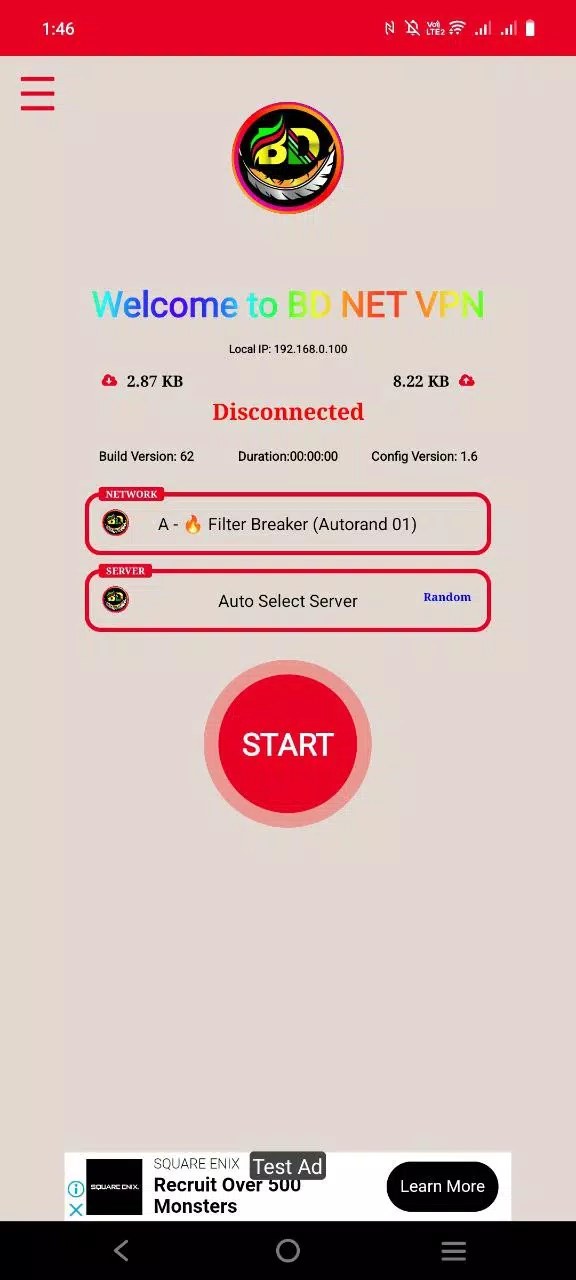 1:46
Vo))
LTE2
BD
Welcome to BD NET VPN
Local IP: 192.168.0.100
2.87 KB
8.22 KB
Disconnected
Build Version: 62
Duration:00:00:00
Config Version: 1.6
NETWORK
A - 🔥 Filter Breaker (Autorand 01)
SERVER
Auto Select Server
Random
START
SQUARE ENIX
Test Ad
SQUARE ENIX.
Recruit Over 500
Monsters
Learn More